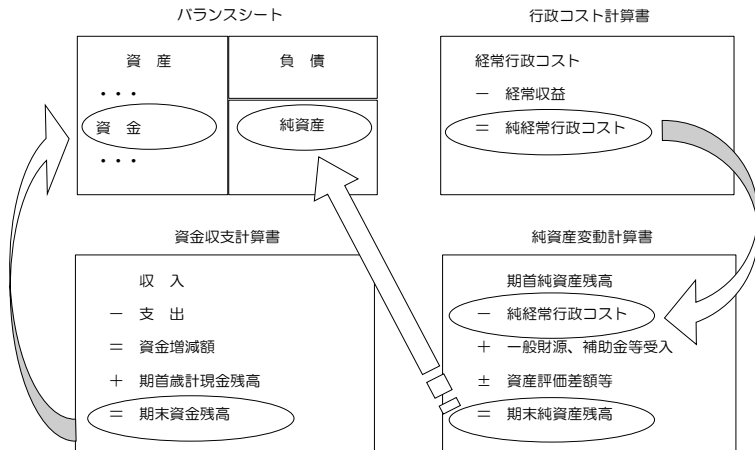 バランスシート
資 産
・・・
資 金
・・・
負 債
純資産
行政コスト計算書
経常行政コスト
－ 経常収益
＝ 純経常行政コスト
資金収支計算書
収 入
－ 支 出
＝ 資金増減額
＋ 期首歳計現金残高
＝ 期末資金残高
純資産変動計算書
期首純資産残高
－ 純経常行政コスト
＋ 一般財源、補助金等受入
± 資産評価差額等
＝ 期末純資産残高